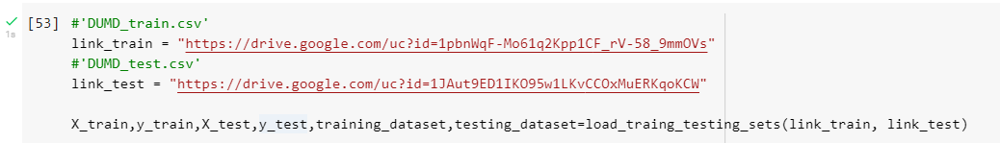 [53] #'DUMD_train.csv'
1s
link_train = "https://drive.google.com/uc?id=1pbnWqF-Mo61q2Kpp1CF_rV-58_9mmOVs"
#'DUMD_test.csv'
link_test = "https://drive.google.com/uc?id=1JAut9ED1IKO95w1LKvCCOxMuERKqoKCW"
X_train,y_train,X_test,y_test,training_dataset,testing_dataset=load_traing_testing_sets(link_train, link_test)